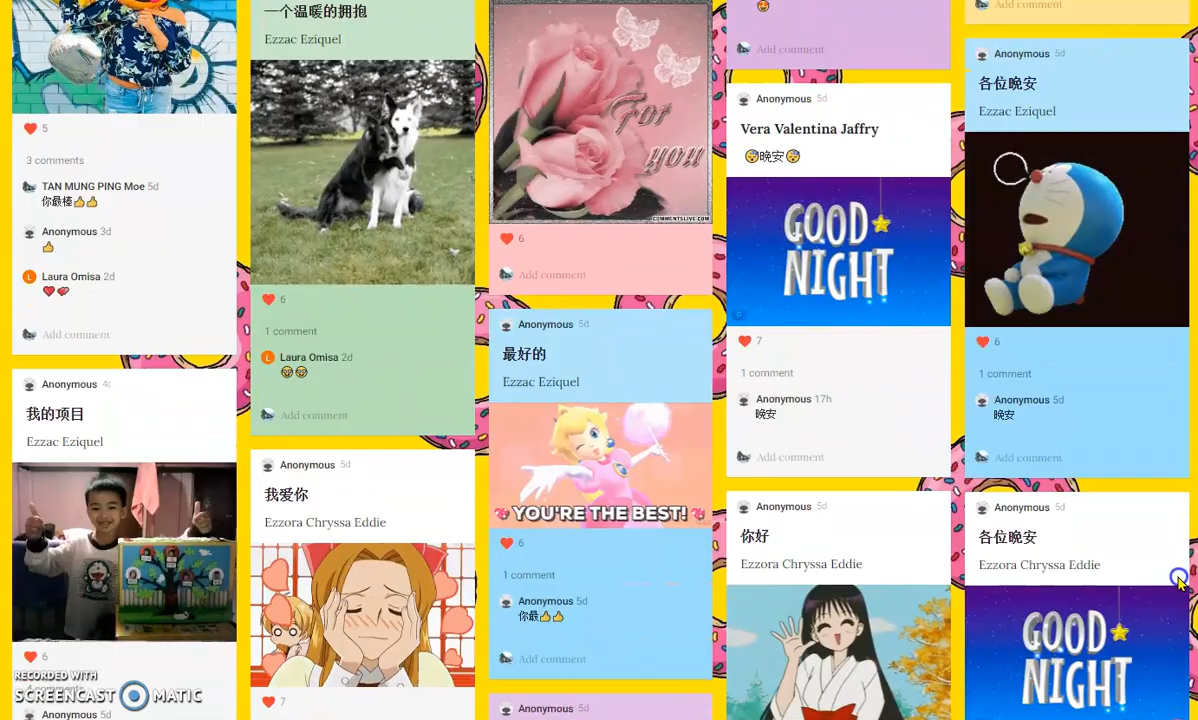 5
3 comments
TAN MUNG PING Moe 5d
你最棒👍👍
Anonymous 3d
👍
Laura Omisa 2d
Add comment
Anonymous
我的项目
Ezzac Eziquel
6
RECORDED WITH
SCREENCAST MATIC
Anonymous 5d
一个温暖的拥抱
Ezzac Eziquel
6
1 comment
Laura Omisa 2d
Add comment
Anonymous 5d
我爱你
Ezzora Chryssa Eddie
7
For
you
COMMENTSLIVE.COM
6
Add comment
Anonymous 5d
最好的
Ezzac Eziquel
YOU'RE THE BEST!
6
1 comment
Anonymous 5d
你最👍👍
Add comment
Anonymous 5d
Add comment
Anonymous 5d
Vera Valentina Jaffry
😴晚安😴
GOOD
NIGHT
7
1 comment
Anonymous 17h
晚安
Add comment
Anonymous 5d
你好
Ezzora Chryssa Eddie
Add comment
Anonymous 5d
各位晚安
Ezzac Eziquel
6
1 comment
Anonymous 5d
晚安
Add comment
Anonymous 5d
各位晚安
Ezzora Chryssa Eddie
GOOD
NIGHT